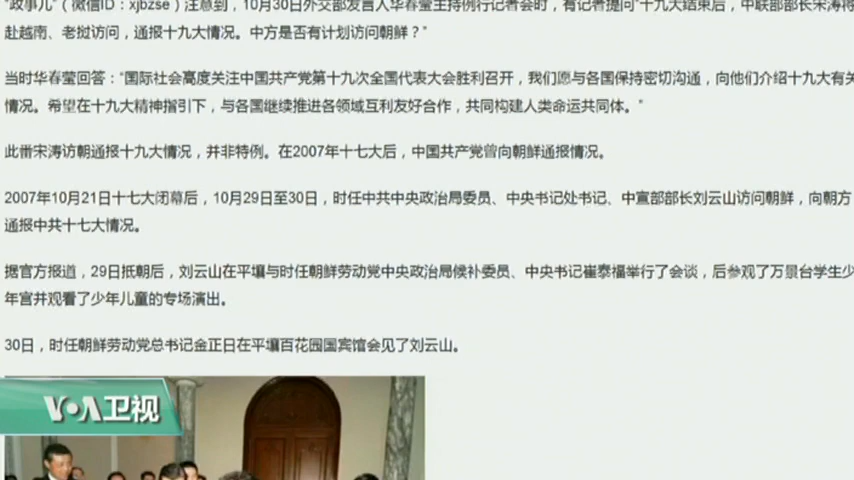 "政事儿"（微信ID：xjbzse）注意到，10月30日外交部发言人华春莹主持例行记者会时，有记者提问"十九大结束后，中联部部长宋涛将
赴越南、老挝访问，通报十九大情况。中方是否有计划访问朝鲜？"
当时华春莹回答："国际社会高度关注中国共产党第十九次全国代表大会胜利召开，我们愿与各国保持密切沟通，向他们介绍十九大有关
情况。希望在十九大精神指引下，与各国继续推进各领域互利友好合作，共同构建人类命运共同体。"
此番宋涛访朝通报十九大情况，并非特例。在2007年十七大后，中国共产党曾向朝鲜通报情况。
2007年10月21日十七大闭幕后，10月29日至30日，时任中共中央政治局委员、中央书记处书记、中宣部部长刘云山访问朝鲜，向朝方
通报中共十七大情况。
据官方报道，29日抵朝后，刘云山在平壤与时任朝鲜劳动党中央政治局候补委员、中央书记崔泰福举行了会谈，后参观了万景台学生少
年宫并观看了少年儿童的专场演出。
30日，时任朝鲜劳动党总书记金正日在平壤百花园国宾馆会见了刘云山。
VOA卫视